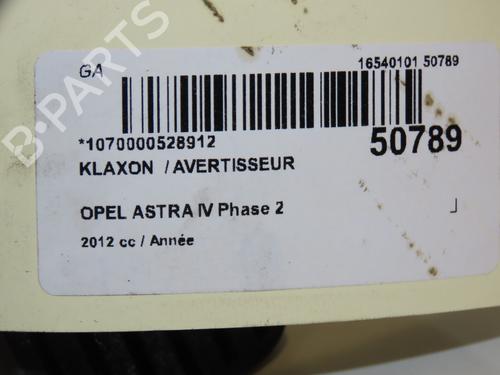 GA
16540101 50789
*1070000528912
50789
KLAXON / AVERTISSEUR
OPEL ASTRA IV Phase 2
2012 cc / Année
B-PARTS